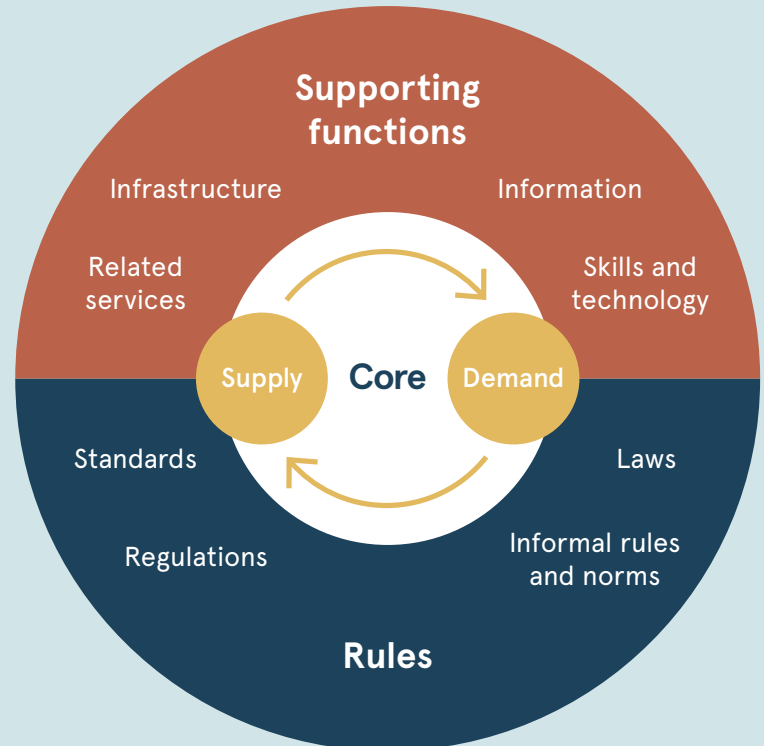 Supporting
functions
Infrastructure
Information
Related
services
Skills and
technology
Supply
Core
Demand
Standards
Laws
Regulations
Informal rules
and norms
Rules